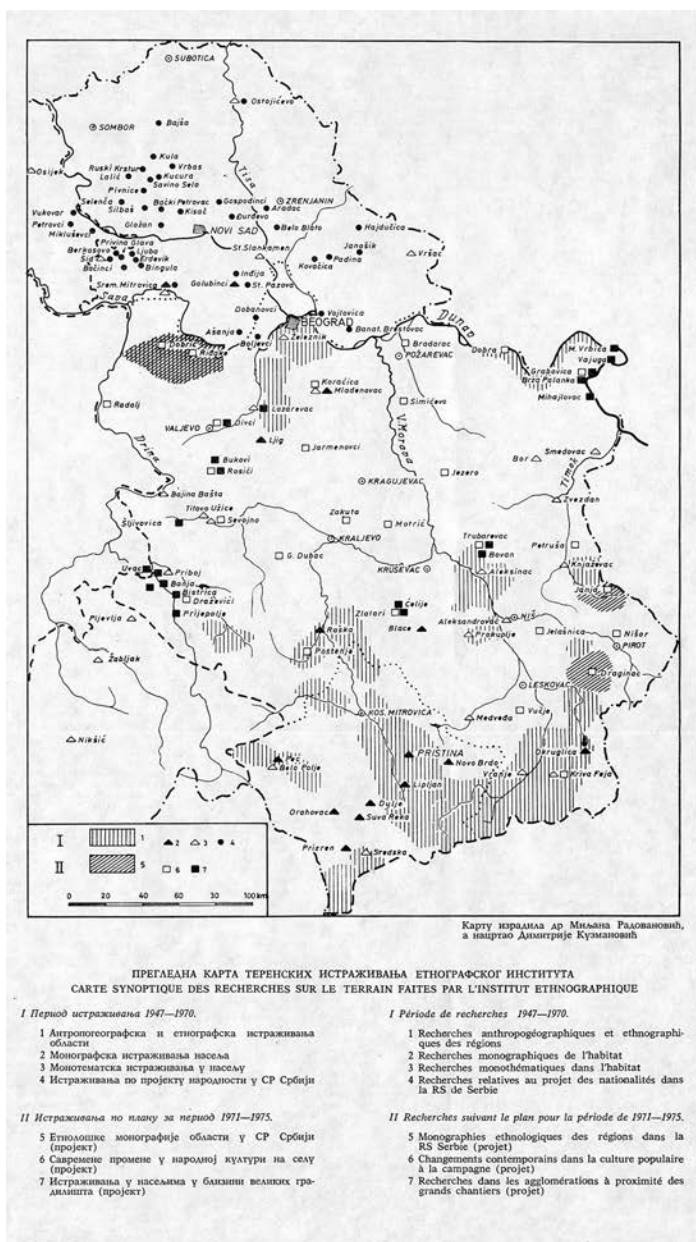 SUBOTICA
Ostojićevo
SOMBOR
Bajša
Tisa
Kula
Osijek
Ruski Krstur
Vrbas
Lalić
Kucura
Savino Selo
Pivnice
Selenča
Bački Petrovac
Gospođinci
ZRENJANIN
Vukovar
Silbaš
Kisač
Aradac
Đurđevo
Petrovci
Gložan
NOVI SAD
Belo Blato
Hajdučica
Mikluševci
Privina Glava
Janošik
Berkasovo
Ljuba
St. Slankamen
Vršac
Šid
Erdevik
Padina
Bačinci
Bingula
Kovačica
Inđija
Srem. Mitrovica
Golubinci
St. Pazova
Sava
Dobanovci
Vojlovica
Dunav
BEOGRAD
Ašanja
Banat. Brestovac
Boljevci
Železnik
Bradarac
M. Vrbica
Dobrić
Dobra
Vajuga
Riđake
POŽAREVAC
Grabovica
Brza Palanka
Koraćica
Mihajlovac
Mladenovac
Radalj
Simićevo
Lazarevac
Divci
V. Morava
VALJEVO
Drina
Ljig
Jarmenovci
Smedovac
Bukovi
Bor
Rosići
Jezero
Timok
KRAGUJEVAC
Bajina Bašta
Zvezdan
Titovo Užice
Zakuta
Šljivovica
Sevojno
Motrić
KRALJEVO
Trubarevac
Petruša
G. Dubac
Bovan
KRUŠEVAC
Uvac
Priboj
Aleksinac
Knjaževac
Banja
Janja
Bistrica
Draževići
Ćelije
Zlatari
Aleksandrovac
NIŠ
Prijepolje
Pljevlja
Raška
Blace
Prokuplje
Jelašnica
Nišor
PIROT
Žabljak
Postenje
Draginac
LESKOVAC
KOS. MITROVICA
Vučje
Nikšić
Medveđa
PRIŠTINA
Okruglica
Peć
Novo Brdo
Belo Polje
Vranje
Kriva Feja
Lipljan
Dulje
Orahovac
Suva Reka
Prizren
Sredska
I 1 2 3 4
II 5 6 7
0 20 40 60 80 100 km
Карту израдила др Миљана Радовановић,
а нацртао Димитрије Кузмановић
ПРЕГЛЕДНА КАРТА ТЕРЕНСКИХ ИСТРАЖИВАЊА ЕТНОГРАФСКОГ ИНСТИТУТА
CARTE SYNOPTIQUE DES RECHERCHES SUR LE TERRAIN FAITES PAR L'INSTITUT ETHNOGRAPHIQUE
I Период истраживања 1947—1970.
1 Антропогеографска и етнографска истраживања
области
2 Монографска истраживања насеља
3 Монотематска истраживања у насељу
4 Истраживања по пројекту народности у СР Србији
II Истраживања по плану за период 1971—1975.
5 Етнолошке монографије области у СР Србији
(пројект)
6 Савремене промене у народној култури на селу
(пројект)
7 Истраживања у насељима у близини великих гра-
дилишта (пројект)
I Période de recherches 1947—1970.
1 Recherches anthropogéographiques et ethnographi-
ques des régions
2 Recherches monographiques de l'habitat
3 Recherches monothématiques dans l'habitat
4 Recherches relatives au projet des nationalités dans
la RS de Serbie
II Recherches suivant le plan pour la période de 1971—1975.
5 Monographies ethnologiques des régions dans la
RS Serbie (projet)
6 Changements contemporains dans la culture populaire
à la campagne (projet)
7 Recherches dans les agglomérations à proximité des
grands chantiers (projet)